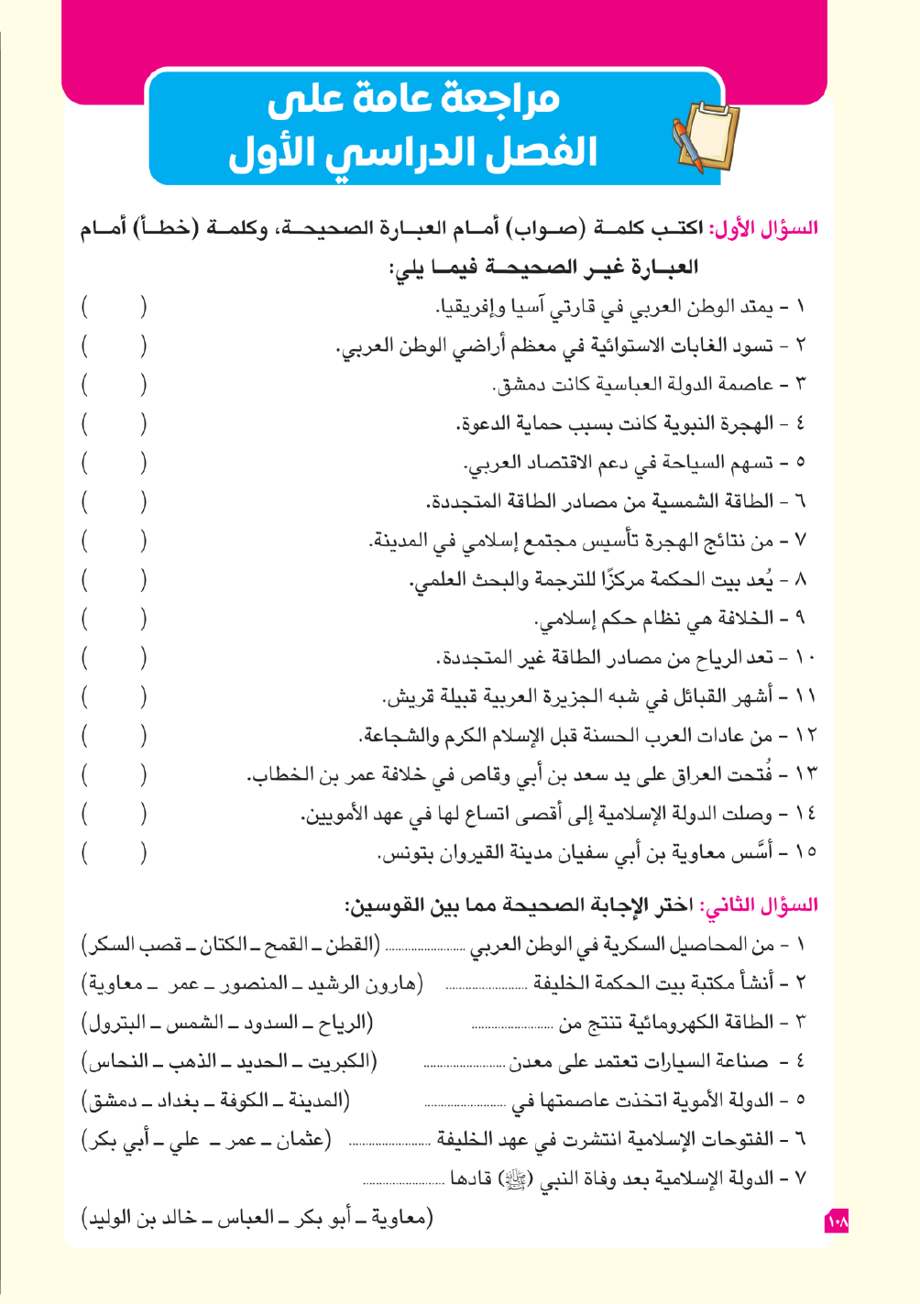 مراجعة عامة على
الفصل الدراسي الأول
السؤال الأول: اكتب كلمة (صواب) أمام العبارة الصحيحة، وكلمة (خطأ) أمام
العبارة غير الصحيحة فيما يلي:
١ - يمتد الوطن العربي في قارتي آسيا وإفريقيا. ( )
٢ - تسود الغابات الاستوائية في معظم أراضي الوطن العربي. ( )
٣ - عاصمة الدولة العباسية كانت دمشق. ( )
٤ - الهجرة النبوية كانت بسبب حماية الدعوة. ( )
٥ - تسهم السياحة في دعم الاقتصاد العربي. ( )
٦ - الطاقة الشمسية من مصادر الطاقة المتجددة. ( )
٧ - من نتائج الهجرة تأسيس مجتمع إسلامي في المدينة. ( )
٨ - يُعد بيت الحكمة مركزًا للترجمة والبحث العلمي. ( )
٩ - الخلافة هي نظام حكم إسلامي. ( )
١٠ - تعد الرياح من مصادر الطاقة غير المتجددة. ( )
١١ - أشهر القبائل في شبه الجزيرة العربية قبيلة قريش. ( )
١٢ - من عادات العرب الحسنة قبل الإسلام الكرم والشجاعة. ( )
١٣ - فُتحت العراق على يد سعد بن أبي وقاص في خلافة عمر بن الخطاب. ( )
١٤ - وصلت الدولة الإسلامية إلى أقصى اتساع لها في عهد الأمويين. ( )
١٥ - أسَّس معاوية بن أبي سفيان مدينة القيروان بتونس. ( )
السؤال الثاني: اختر الإجابة الصحيحة مما بين القوسين:
١ - من المحاصيل السكرية في الوطن العربي ........................ (القطن ـ القمح ـ الكتان ـ قصب السكر)
٢ - أنشأ مكتبة بيت الحكمة الخليفة ........................ (هارون الرشيد ـ المنصور ـ عمر ـ معاوية)
٣ - الطاقة الكهرومائية تنتج من ........................ (الرياح ـ السدود ـ الشمس ـ البترول)
٤ - صناعة السيارات تعتمد على معدن ........................ (الكبريت ـ الحديد ـ الذهب ـ النحاس)
٥ - الدولة الأموية اتخذت عاصمتها في ........................ (المدينة ـ الكوفة ـ بغداد ـ دمشق)
٦ - الفتوحات الإسلامية انتشرت في عهد الخليفة ........................ (عثمان ـ عمر ـ علي ـ أبي بكر)
٧ - الدولة الإسلامية بعد وفاة النبي (ﷺ) قادها ........................
(معاوية ـ أبو بكر ـ العباس ـ خالد بن الوليد)
١٠٨